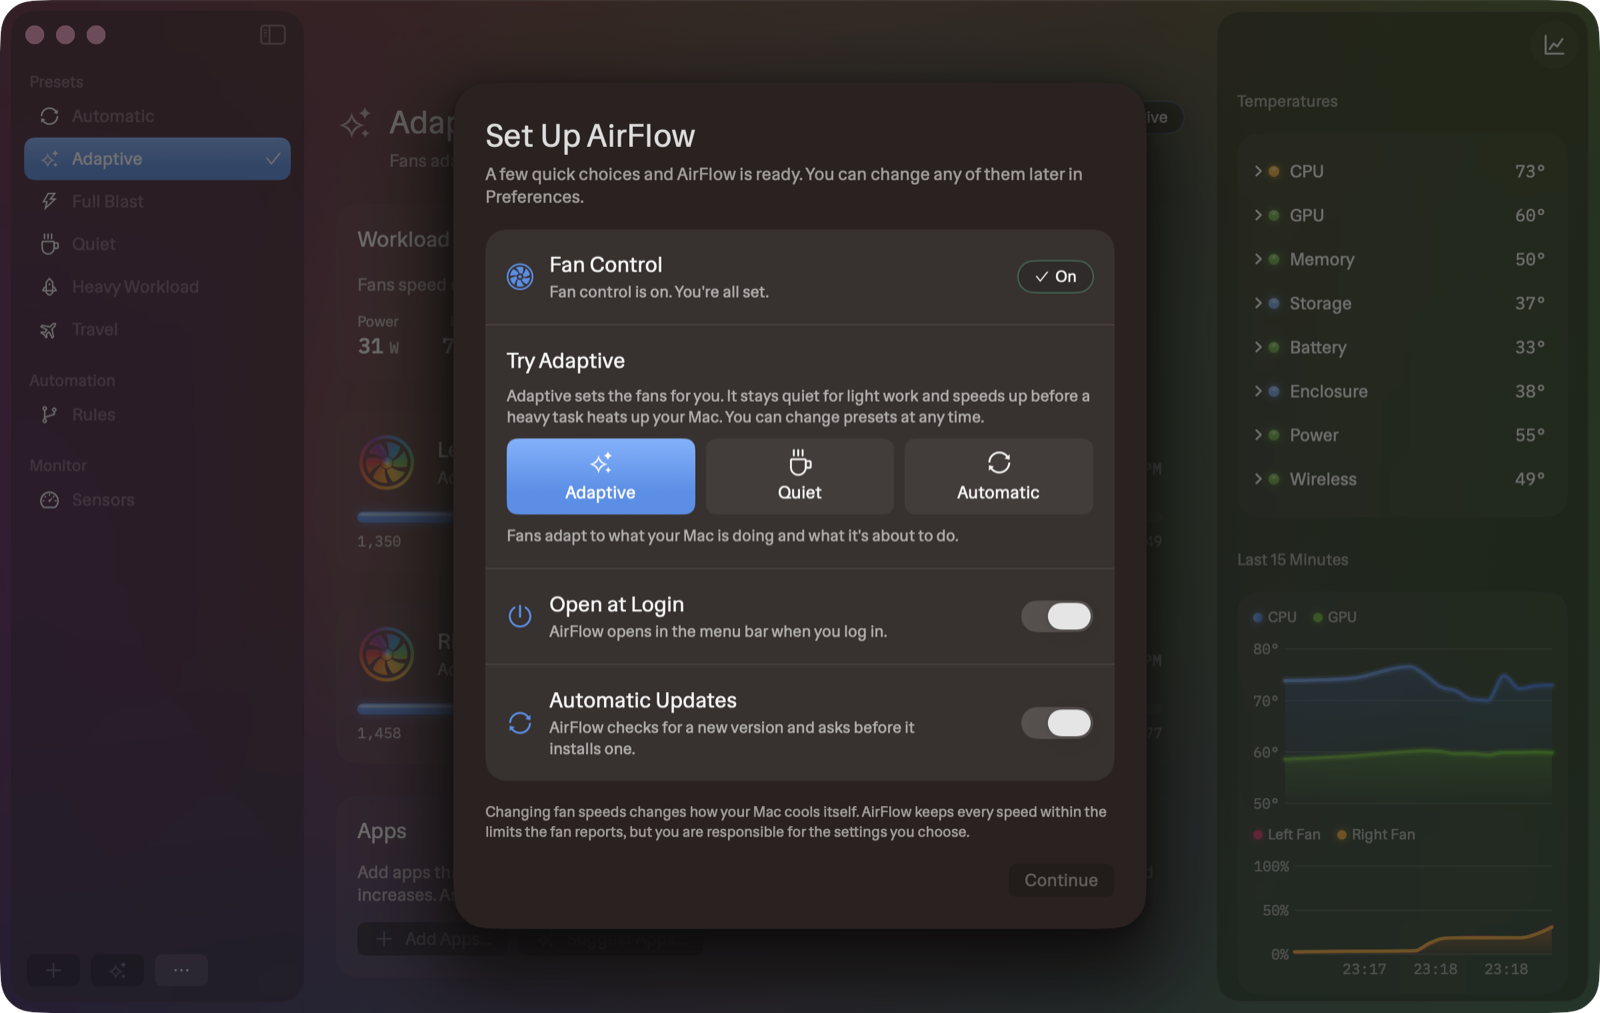 Presets
Automatic
Adaptive
Full Blast
Quiet
Heavy Workload
Travel
Automation
Rules
Monitor
Sensors
Workload
Fans speed
Power
31 W
1,350
1,458
Apps
Add apps
increases.
Add Apps...
Set Up AirFlow
A few quick choices and AirFlow is ready. You can change any of them later in
Preferences.
Fan Control
Fan control is on. You're all set.
On
Try Adaptive
Adaptive sets the fans for you. It stays quiet for light work and speeds up before a
heavy task heats up your Mac. You can change presets at any time.
Adaptive
Quiet
Automatic
Fans adapt to what your Mac is doing and what it's about to do.
Open at Login
AirFlow opens in the menu bar when you log in.
Automatic Updates
AirFlow checks for a new version and asks before it
installs one.
Changing fan speeds changes how your Mac cools itself. AirFlow keeps every speed within the
limits the fan reports, but you are responsible for the settings you choose.
Continue
Temperatures
CPU 73°
GPU 60°
Memory 50°
Storage 37°
Battery 33°
Enclosure 38°
Power 55°
Wireless 49°
Last 15 Minutes
CPU GPU
80°
70°
60°
50°
Left Fan Right Fan
100%
50%
0%
23:17 23:18 23:18